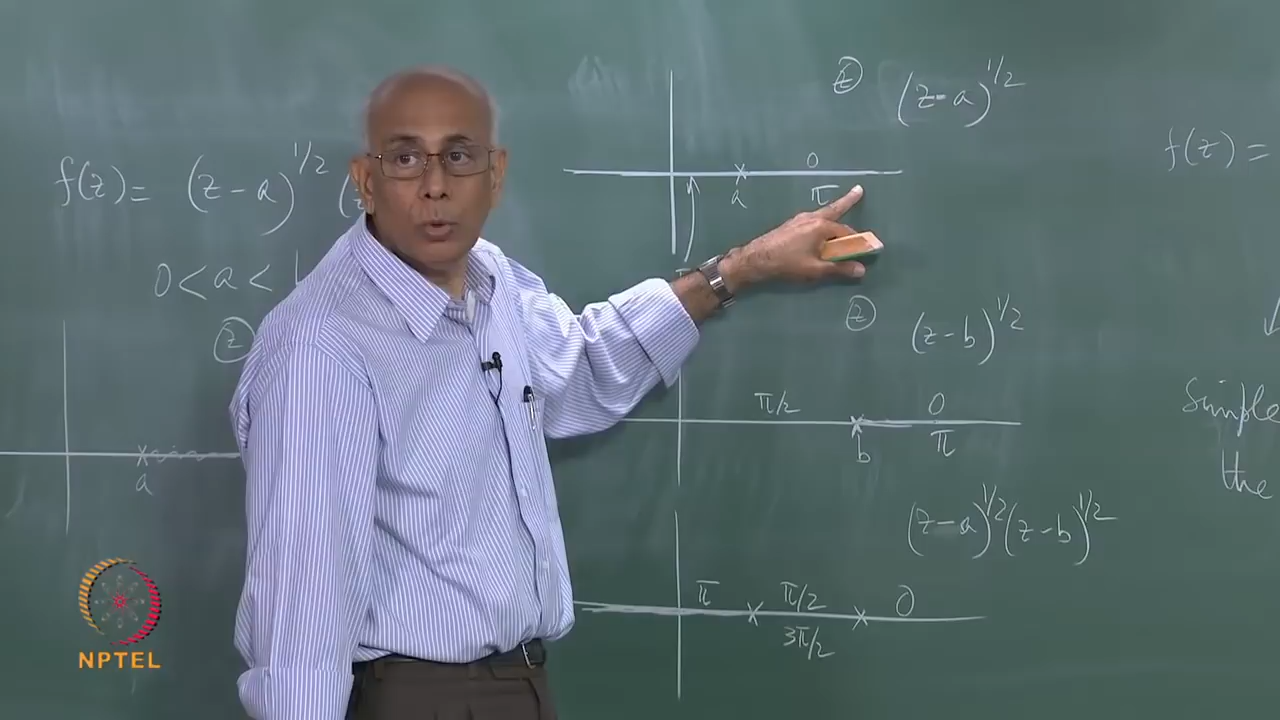 f(z) = (z-a)^{1/2} (z
0 < a < b
z
a
z (z-a)^{1/2}
0
a π
z (z-b)^{1/2}
π/2 0
b π
(z-a)^{1/2} (z-b)^{1/2}
π π/2 0
3π/2
f(z) =
Simple
the
NPTEL